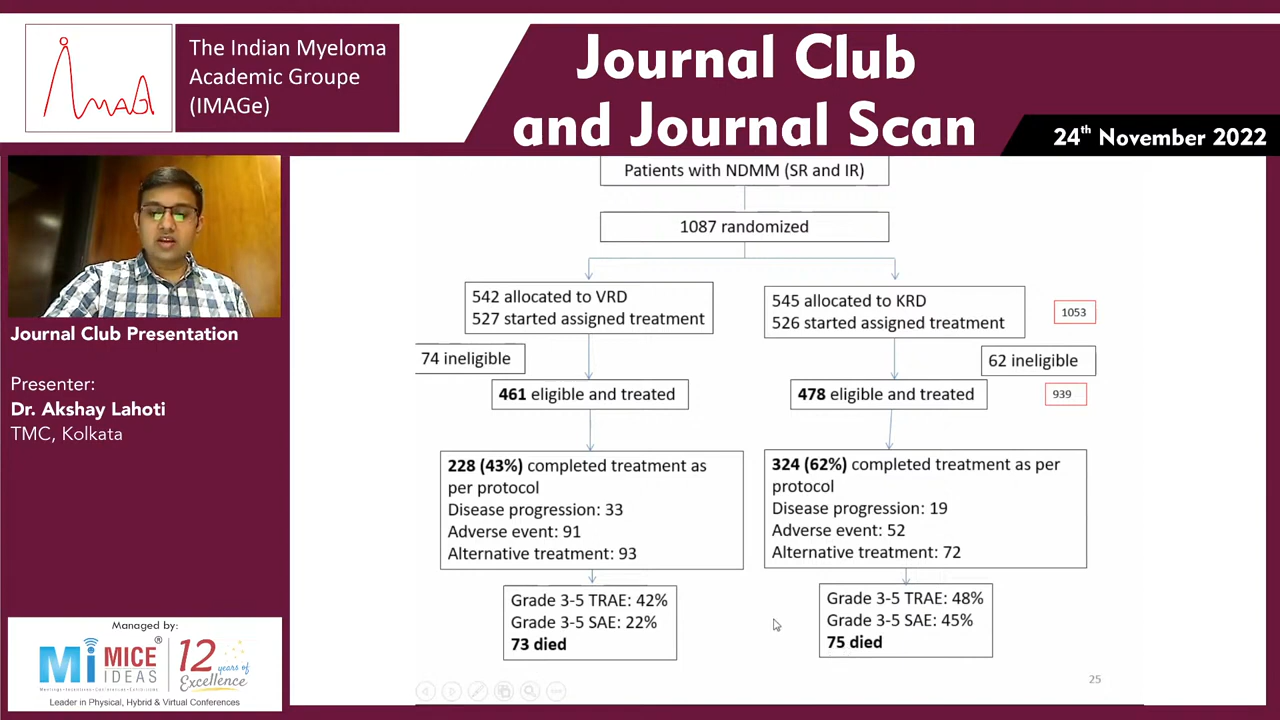 IMAGe
The Indian Myeloma
Academic Groupe
(IMAGe)
Journal Club
and Journal Scan
24th November 2022
Journal Club Presentation
Presenter:
Dr. Akshay Lahoti
TMC, Kolkata
Managed by:
Mi MICE
IDEAS
®
12 years of
Excellence
Leader in Physical, Hybrid & Virtual Conferences
Patients with NDMM (SR and IR)
1087 randomized
542 allocated to VRD
527 started assigned treatment
545 allocated to KRD
526 started assigned treatment
1053
74 ineligible
62 ineligible
461 eligible and treated
478 eligible and treated
939
228 (43%) completed treatment as
per protocol
Disease progression: 33
Adverse event: 91
Alternative treatment: 93
324 (62%) completed treatment as per
protocol
Disease progression: 19
Adverse event: 52
Alternative treatment: 72
Grade 3-5 TRAE: 42%
Grade 3-5 SAE: 22%
73 died
Grade 3-5 TRAE: 48%
Grade 3-5 SAE: 45%
75 died
25